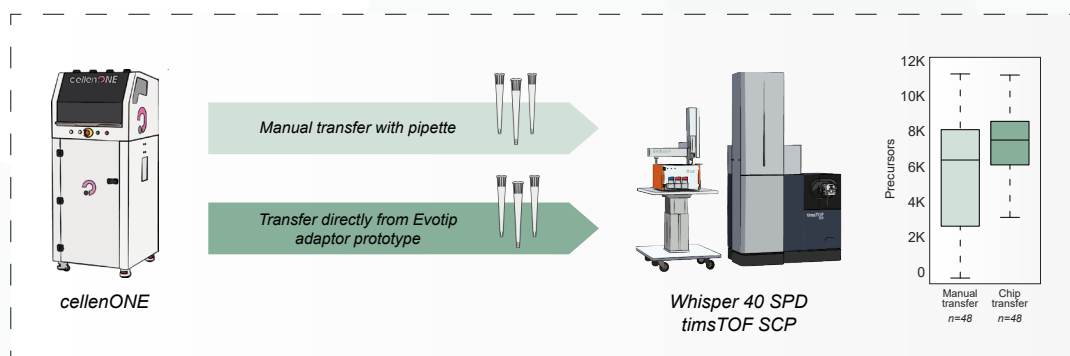 cellenONE
Manual transfer with pipette
Transfer directly from Evotip
adaptor prototype
cellenONE
timsTOF
Whisper 40 SPD
timsTOF SCP
Precursors
12K
10K
8K
6K
4K
2K
0
Manual
transfer
n=48
Chip
transfer
n=48